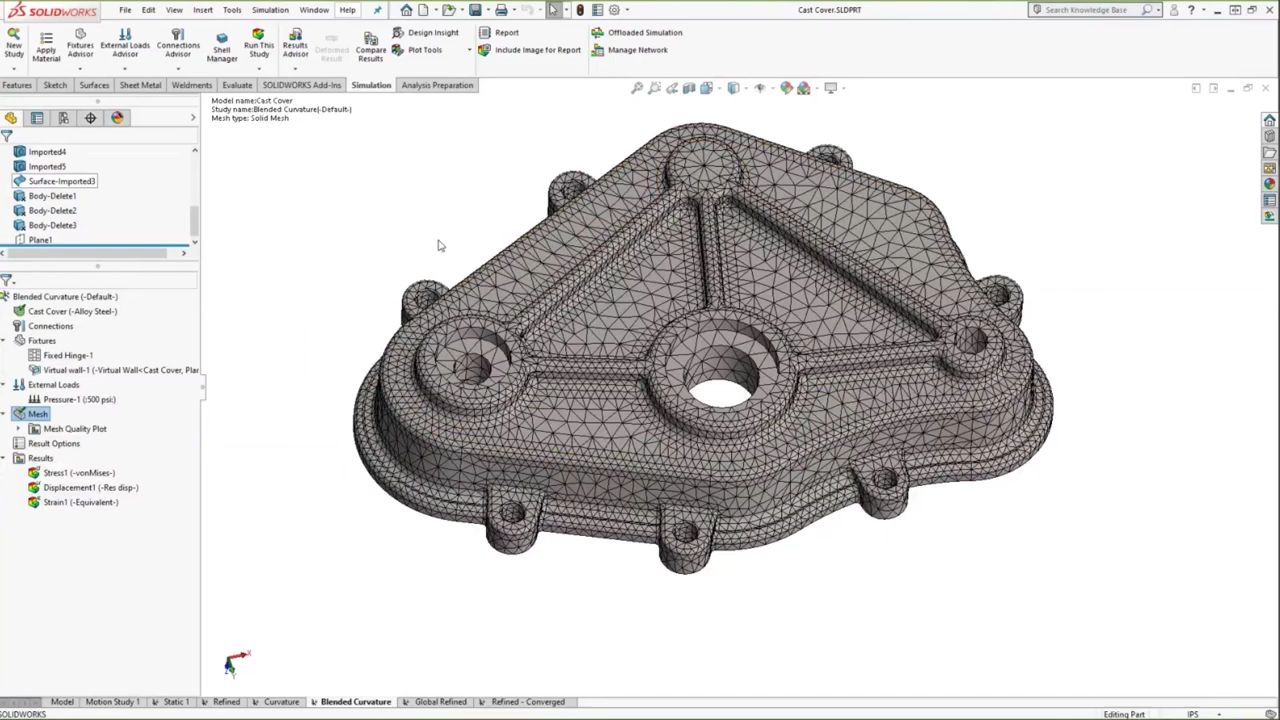 SOLIDWORKS
File Edit View Insert Tools Simulation Window Help
Cast Cover.SLDPRT
Search Knowledge Base
New Study
Apply Material
Fixtures Advisor
External Loads Advisor
Connections Advisor
Shell Manager
Run This Study
Results Advisor
Deformed Result
Compare Results
Design Insight
Plot Tools
Report
Include Image for Report
Offloaded Simulation
Manage Network
Features Sketch Surfaces Sheet Metal Weldments Evaluate SOLIDWORKS Add-Ins Simulation Analysis Preparation
Model name:Cast Cover
Study name:Blended Curvature(-Default-)
Mesh type: Solid Mesh
Imported4
Imported5
Surface-Imported3
Body-Delete1
Body-Delete2
Body-Delete3
Plane1
Blended Curvature (-Default-)
Cast Cover (-Alloy Steel-)
Connections
Fixtures
Fixed Hinge-1
Virtual wall-1 (-Virtual Wall<Cast Cover, Plar
External Loads
Pressure-1 (:500 psi:)
Mesh
Mesh Quality Plot
Result Options
Results
Stress1 (-vonMises-)
Displacement1 (-Res disp-)
Strain1 (-Equivalent-)
X
Model Motion Study 1 Static 1 Refined Curvature Blended Curvature Global Refined Refined - Converged
SOLIDWORKS
Editing Part
IPS